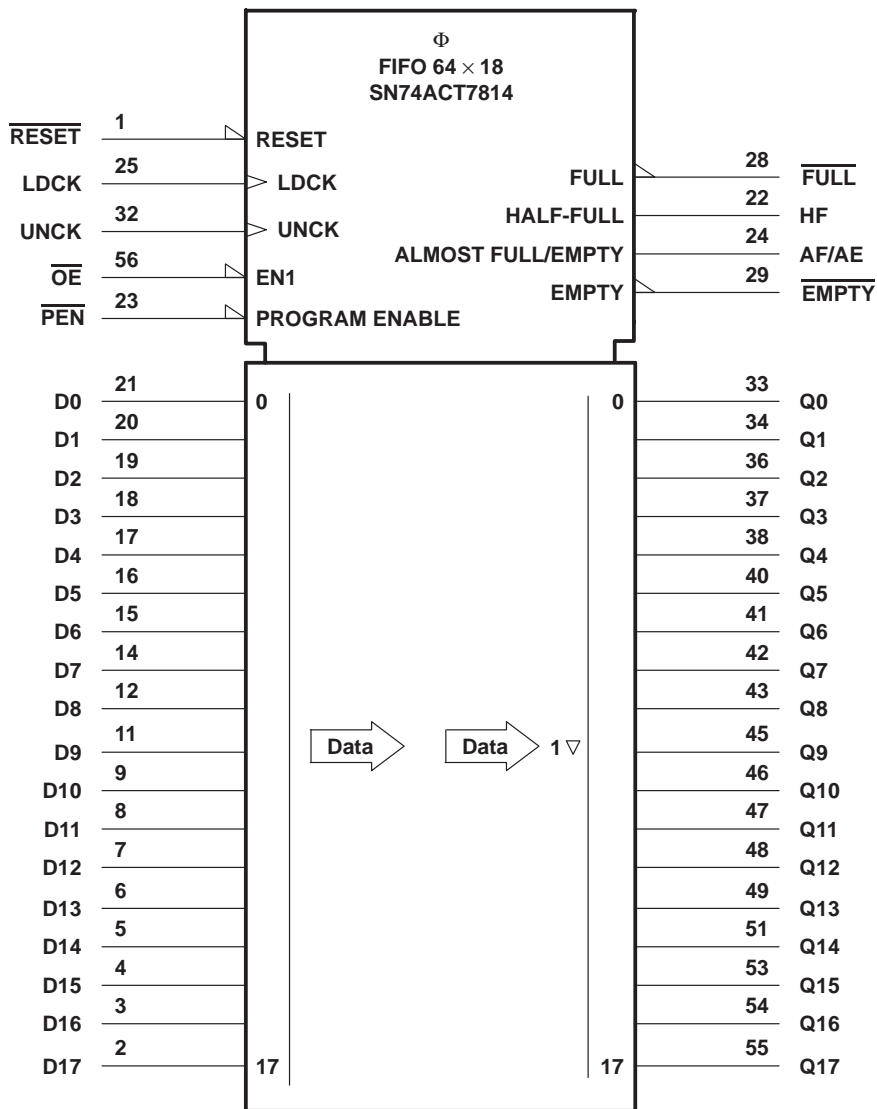 Φ
FIFO 64 × 18
SN74ACT7814
RESET 1 RESET
LDCK 25 LDCK
UNCK 32 UNCK
OE 56 EN1
PEN 23 PROGRAM ENABLE
FULL 28 FULL
HALF-FULL 22 HF
ALMOST FULL/EMPTY 24 AF/AE
EMPTY 29 EMPTY
D0 21 0 0 33 Q0
D1 20 34 Q1
D2 19 36 Q2
D3 18 37 Q3
D4 17 38 Q4
D5 16 40 Q5
D6 15 41 Q6
D7 14 42 Q7
D8 12 43 Q8
D9 11 Data Data 1 ▽ 45 Q9
D10 9 46 Q10
D11 8 47 Q11
D12 7 48 Q12
D13 6 49 Q13
D14 5 51 Q14
D15 4 53 Q15
D16 3 54 Q16
D17 2 17 17 55 Q17